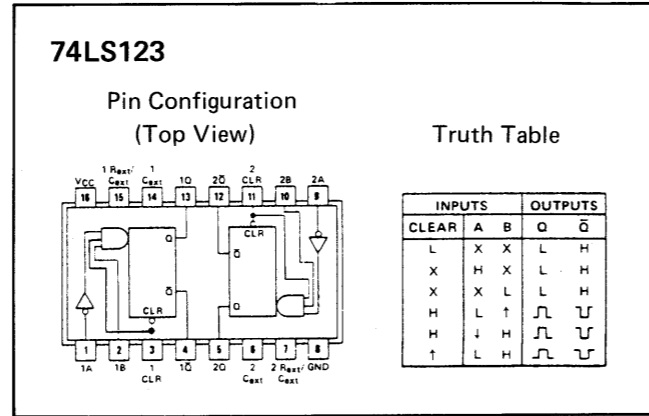 74LS123
Pin Configuration
(Top View)
Truth Table
1 Rext/ 1 2
VCC Cext Cext 1Q 2Q̅ CLR 2B 2A
16 15 14 13 12 11 10 9
Q Q̅ CLR
Q̅ Q
CLR
1 2 3 4 5 6 7 8
1A 1B 1 1Q̅ 2Q 2 2 Rext/ GND
CLR Cext Cext
INPUTS OUTPUTS
CLEAR A B Q Q̅
L X X L H
X H X L H
X X L L H
H L ↑
H ↓ H
↑ L H